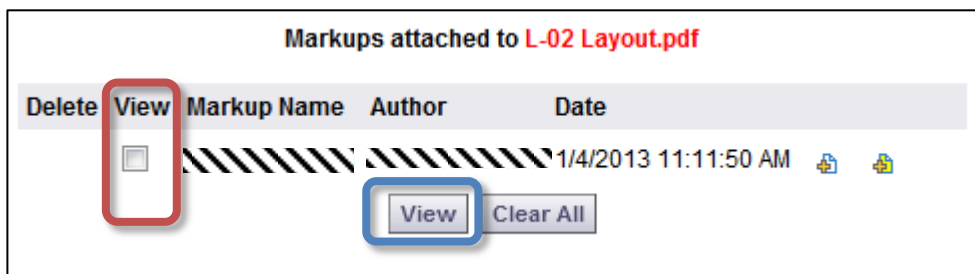 Markups attached to L-02 Layout.pdf
Delete View Markup Name Author Date
1/4/2013 11:11:50 AM
View Clear All